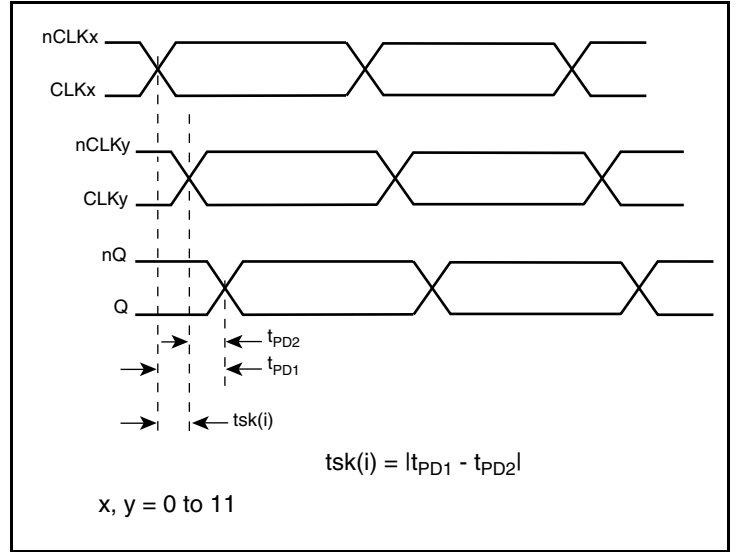 nCLKx
CLKx
nCLKy
CLKy
nQ
Q
tPD2
tPD1
tsk(i)
tsk(i) = |tPD1 - tPD2|
x, y = 0 to 11